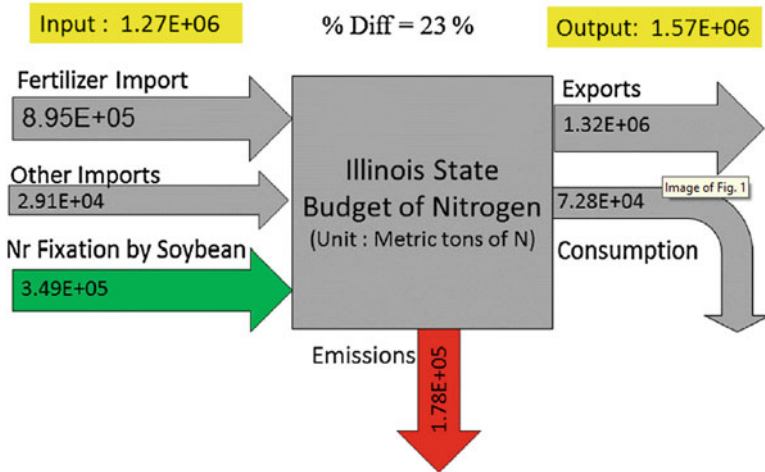 Input : 1.27E+06
% Diff = 23 %
Output: 1.57E+06
Fertilizer Import
8.95E+05
Other Imports
2.91E+04
Nr Fixation by Soybean
3.49E+05
Illinois State
Budget of Nitrogen
(Unit : Metric tons of N)
Exports
1.32E+06
Image of Fig. 1
7.28E+04
Consumption
Emissions
1.78E+05